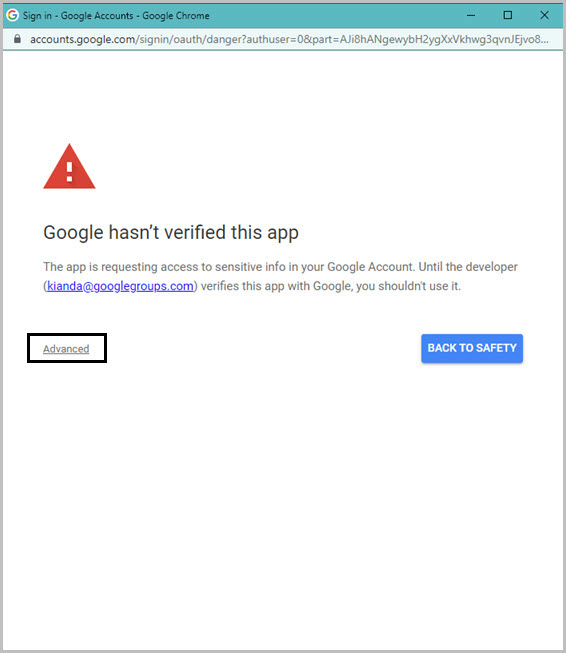 Sign in - Google Accounts - Google Chrome
accounts.google.com/signin/oauth/danger?authuser=0&part=AJi8hANgewybH2ygXxVkhwg3qvnJEjvo8...
Google hasn't verified this app
The app is requesting access to sensitive info in your Google Account. Until the developer
(kianda@googlegroups.com) verifies this app with Google, you shouldn't use it.
Advanced
BACK TO SAFETY